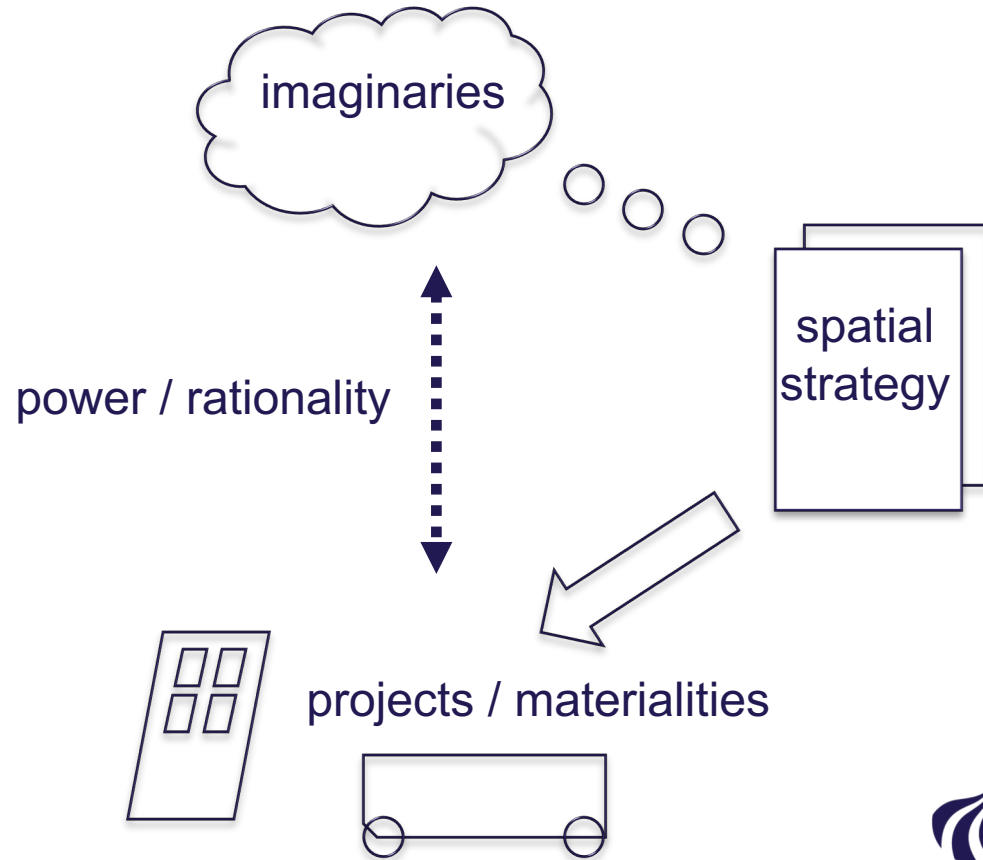 imaginaries
spatial
strategy
power / rationality
projects / materialities